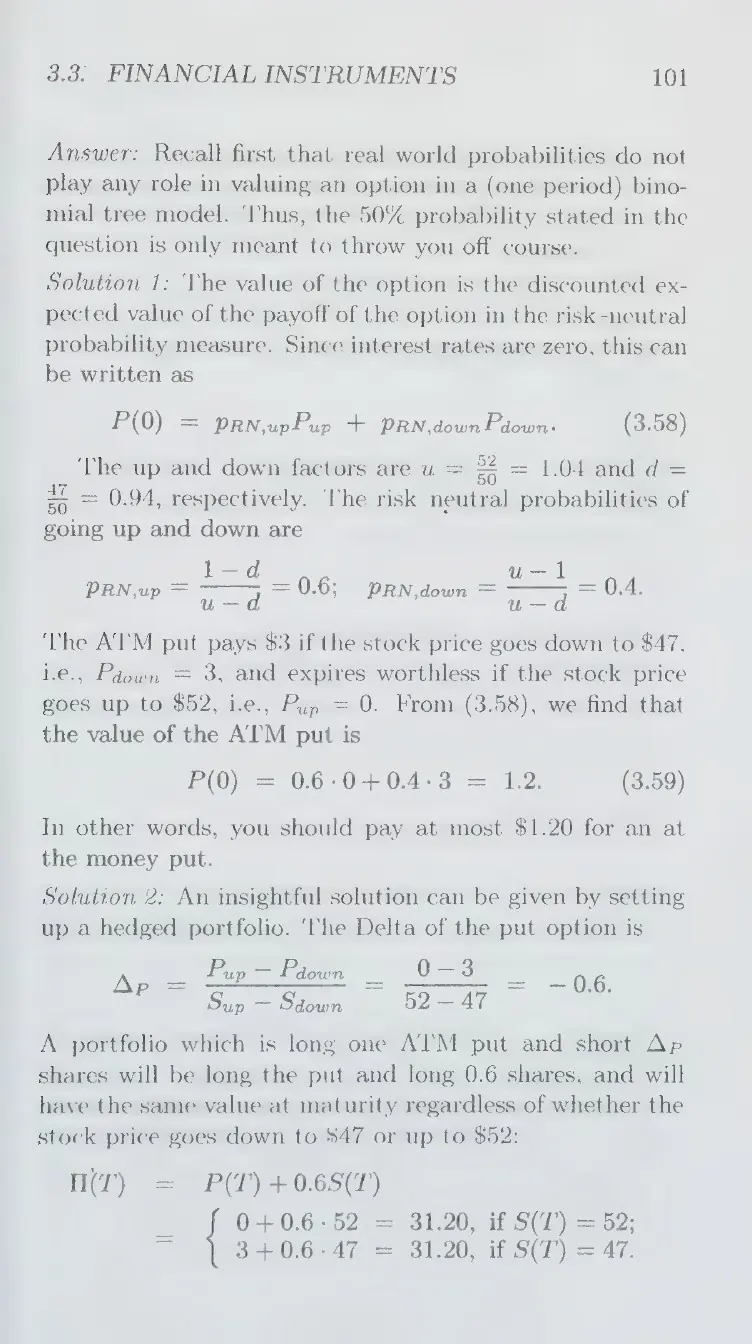 3.3. FINANCIAL INSTRUMENTS 101
Answer: Recall first that real world probabilities do not
play any role in valuing an option in a (one period) bino-
mial tree model. Thus, the 50% probability stated in the
question is only meant to throw you off course.
Solution 1: The value of the option is the discounted ex-
pected value of the payoff of the option in the risk-neutral
probability measure. Since interest rates are zero, this can
be written as
P(0) = p_{RN,up}P_{up} + p_{RN,down}P_{down}. (3.58)
The up and down factors are u = 52/50 = 1.04 and d =
47/50 = 0.94, respectively. The risk neutral probabilities of
going up and down are
p_{RN,up} = (1 − d)/(u − d) = 0.6; p_{RN,down} = (u − 1)/(u − d) = 0.4.
The ATM put pays $3 if the stock price goes down to $47,
i.e., P_{down} = 3, and expires worthless if the stock price
goes up to $52, i.e., P_{up} = 0. From (3.58), we find that
the value of the ATM put is
P(0) = 0.6 · 0 + 0.4 · 3 = 1.2. (3.59)
In other words, you should pay at most $1.20 for an at
the money put.
Solution 2: An insightful solution can be given by setting
up a hedged portfolio. The Delta of the put option is
Δ_P = (P_{up} − P_{down})/(S_{up} − S_{down}) = (0 − 3)/(52 − 47) = − 0.6.
A portfolio which is long one ATM put and short Δ_P
shares will be long the put and long 0.6 shares, and will
have the same value at maturity regardless of whether the
stock price goes down to $47 or up to $52:
Π(T) = P(T) + 0.6S(T)
= { 0 + 0.6 · 52 = 31.20, if S(T) = 52;
3 + 0.6 · 47 = 31.20, if S(T) = 47.